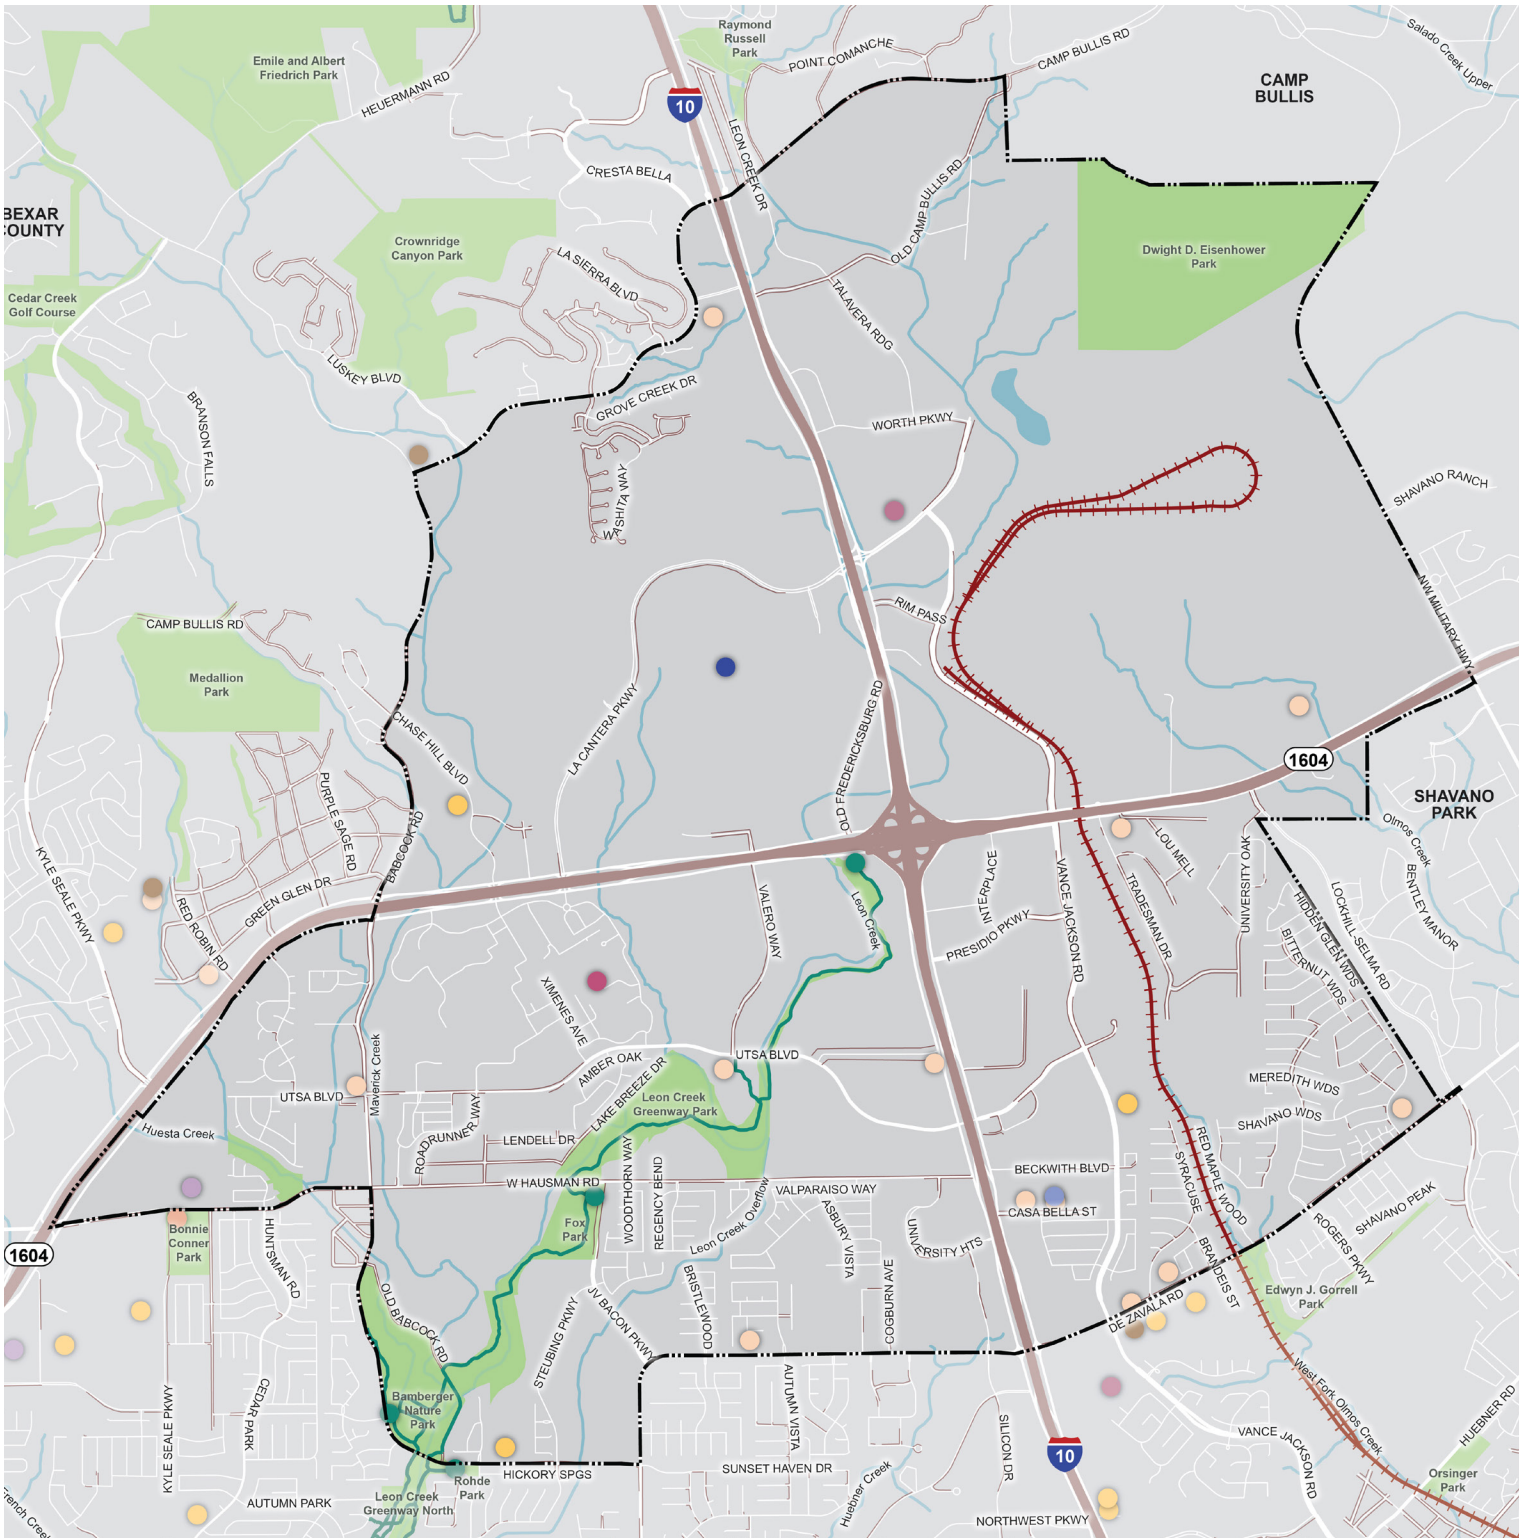 Raymond
Russell
Park
Salado Creek Upper
POINT COMANCHE
CAMP BULLIS RD
Emile and Albert
Friedrich Park
HEUERMANN RD
CAMP
BULLIS
10
LEON CREEK DR
CRESTA BELLA
OLD CAMP BULLIS RD
BEXAR
COUNTY
Crownridge
Canyon Park
Dwight D. Eisenhower
Park
LA SIERRA BLVD
Cedar Creek
Golf Course
TALAVERA RDG
LUSKEY BLVD
GROVE CREEK DR
BRANSON FALLS
WORTH PKWY
SHAVANO RANCH
WASHITA WAY
NW MILITARY HWY
RIM PASS
CAMP BULLIS RD
Medallion
Park
LA CANTERA PKWY
OLD FREDERICKSBURG RD
CHASE HILL BLVD
1604
PURPLE SAGE RD
SHAVANO
PARK
BABCOCK RD
Olmos Creek
LOU MELL
KYLE SEALE PKWY
GREEN GLEN DR
RED ROBIN RD
VALERO WAY
Leon Creek
INTERPLACE
PRESIDIO PKWY
VANCE JACKSON RD
TRADESMAN DR
UNIVERSITY OAK
HIDDEN GLEN WDS
BITTERNUT WDS
LOCKHILL-SELMA RD
BENTLEY MANOR
XIMENES AVE
AMBER OAK
UTSA BLVD
LAKE BREEZE DR
Maverick Creek
UTSA BLVD
MEREDITH WDS
Leon Creek
Greenway Park
SHAVANO WDS
Huesta Creek
ROADRUNNER WAY
LENDELL DR
WOODTHORN WAY
REGENCY BEND
BECKWITH BLVD
SYRACUSE
RED MAPLE WOOD
W HAUSMAN RD
VALPARAISO WAY
CASA BELLA ST
Leon Creek Overflow
ASBURY VISTA
UNIVERSITY HTS
Fox
Park
Bonnie
Conner
Park
HUNTSMAN RD
1604
SHAVANO PEAK
ROGERS PKWY
BRANDEIS ST
Edwyn J. Gorrell
Park
DE ZAVALA RD
OLD BABCOCK RD
STEUBING PKWY
JV BACON PKWY
BRISTLEWOOD
COGBURN AVE
West Fork Olmos Creek
KYLE SEALE PKWY
CEDAR PARK
Bamberger
Nature
Park
AUTUMN VISTA
SILICON DR
HUEBNER RD
VANCE JACKSON RD
10
HICKORY SPGS
SUNSET HAVEN DR
Huebner Creek
Rohde
Park
Orsinger
Park
AUTUMN PARK
Leon Creek
Greenway North
French Creek
NORTHWEST PKWY